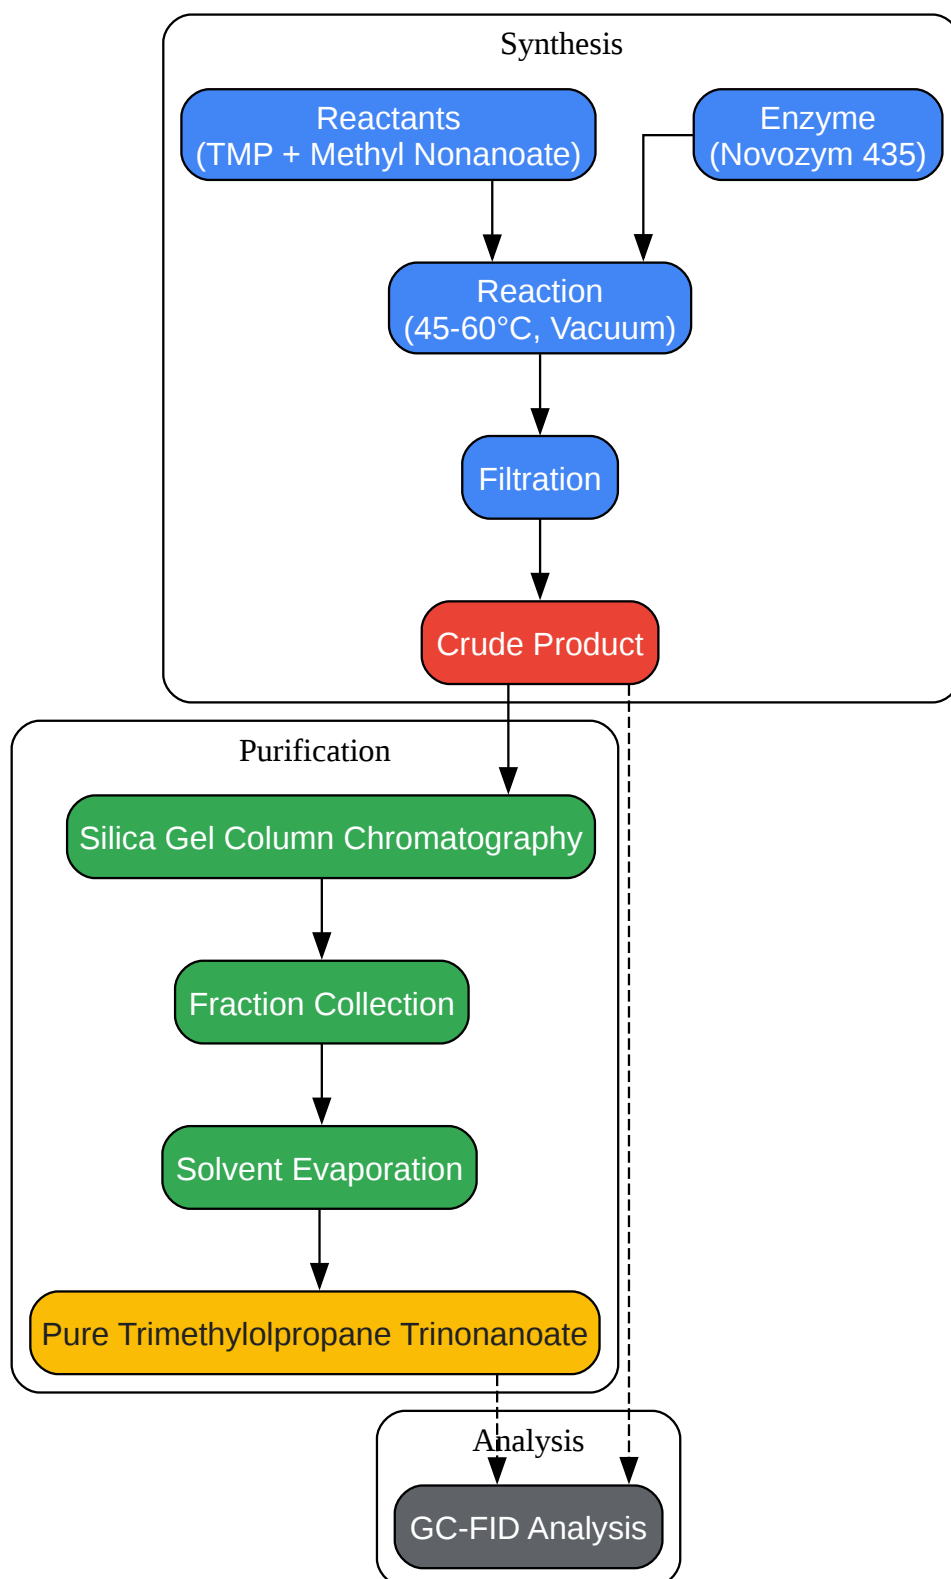 Synthesis
Reactants
(TMP + Methyl Nonanoate)
Enzyme
(Novozym 435)
Reaction
(45-60°C, Vacuum)
Filtration
Crude Product
Purification
Silica Gel Column Chromatography
Fraction Collection
Solvent Evaporation
Pure Trimethylolpropane Trinonanoate
Analysis
GC-FID Analysis